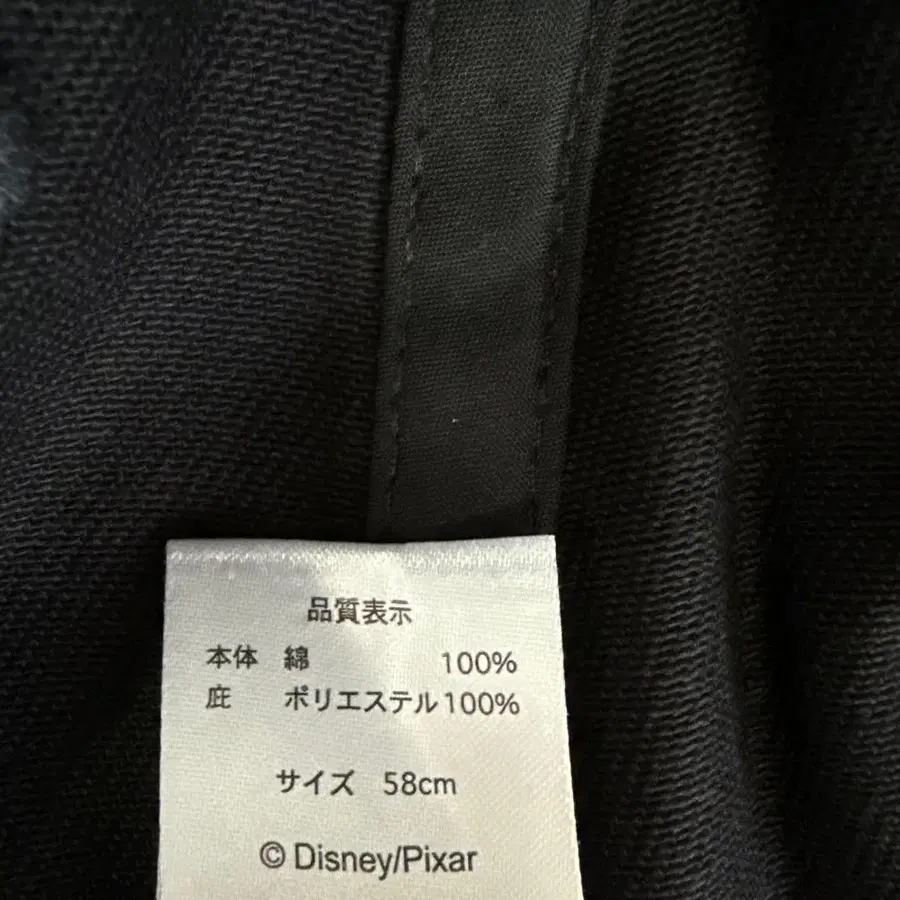 品質表示
本体 綿 100%
庇 ポリエステル100%
サイズ 58cm
© Disney/Pixar